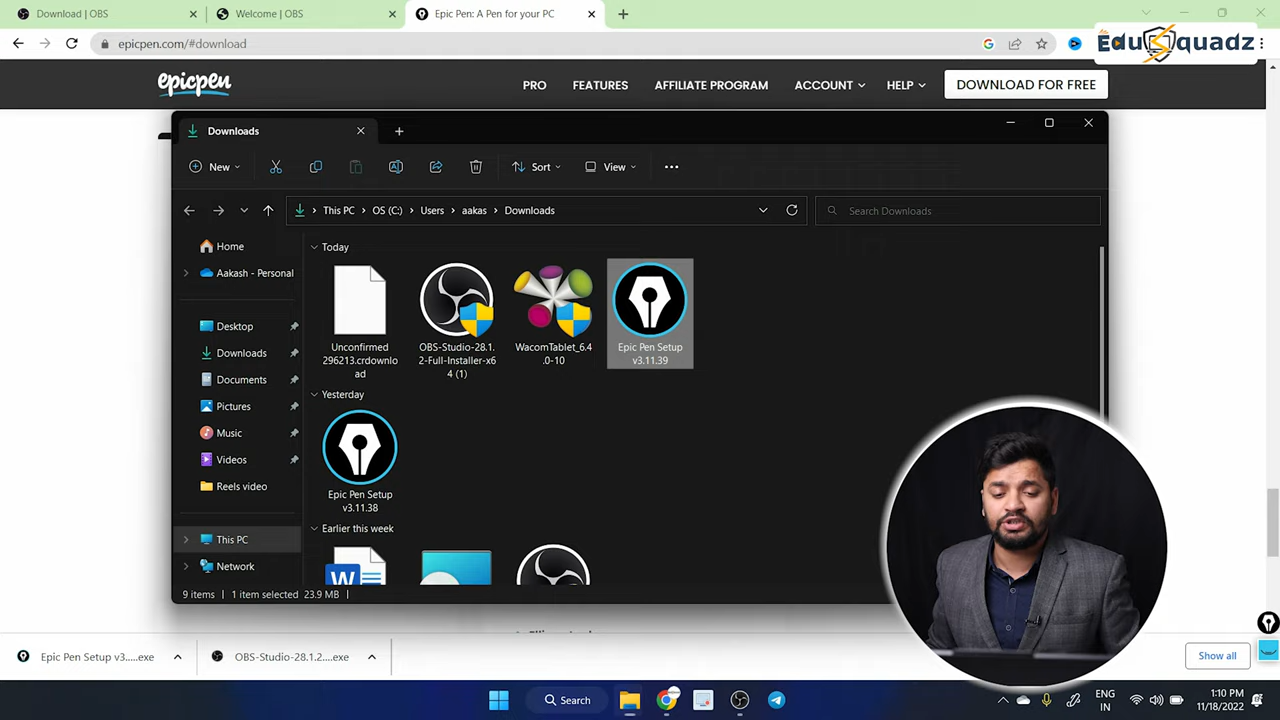 Download | OBS
Welcome | OBS
Epic Pen: A Pen for your PC
epicpen.com/#download
EduSquadz
epicpen
PRO
FEATURES
AFFILIATE PROGRAM
ACCOUNT
HELP
DOWNLOAD FOR FREE
Downloads
New
Sort
View
This PC
OS (C:)
Users
aakas
Downloads
Search Downloads
Home
Aakash - Personal
Desktop
Downloads
Documents
Pictures
Music
Videos
Reels video
This PC
Network
Today
Unconfirmed
296213.crdownlo
ad
OBS-Studio-28.1.
2-Full-Installer-x6
4 (1)
WacomTablet_6.4
.0-10
Epic Pen Setup
v3.11.39
Yesterday
Epic Pen Setup
v3.11.38
Earlier this week
W
9 items
1 item selected 23.9 MB
Epic Pen Setup v3.....exe
OBS-Studio-28.1.2....exe
Show all
Search
ENG
IN
1:10 PM
11/18/2022